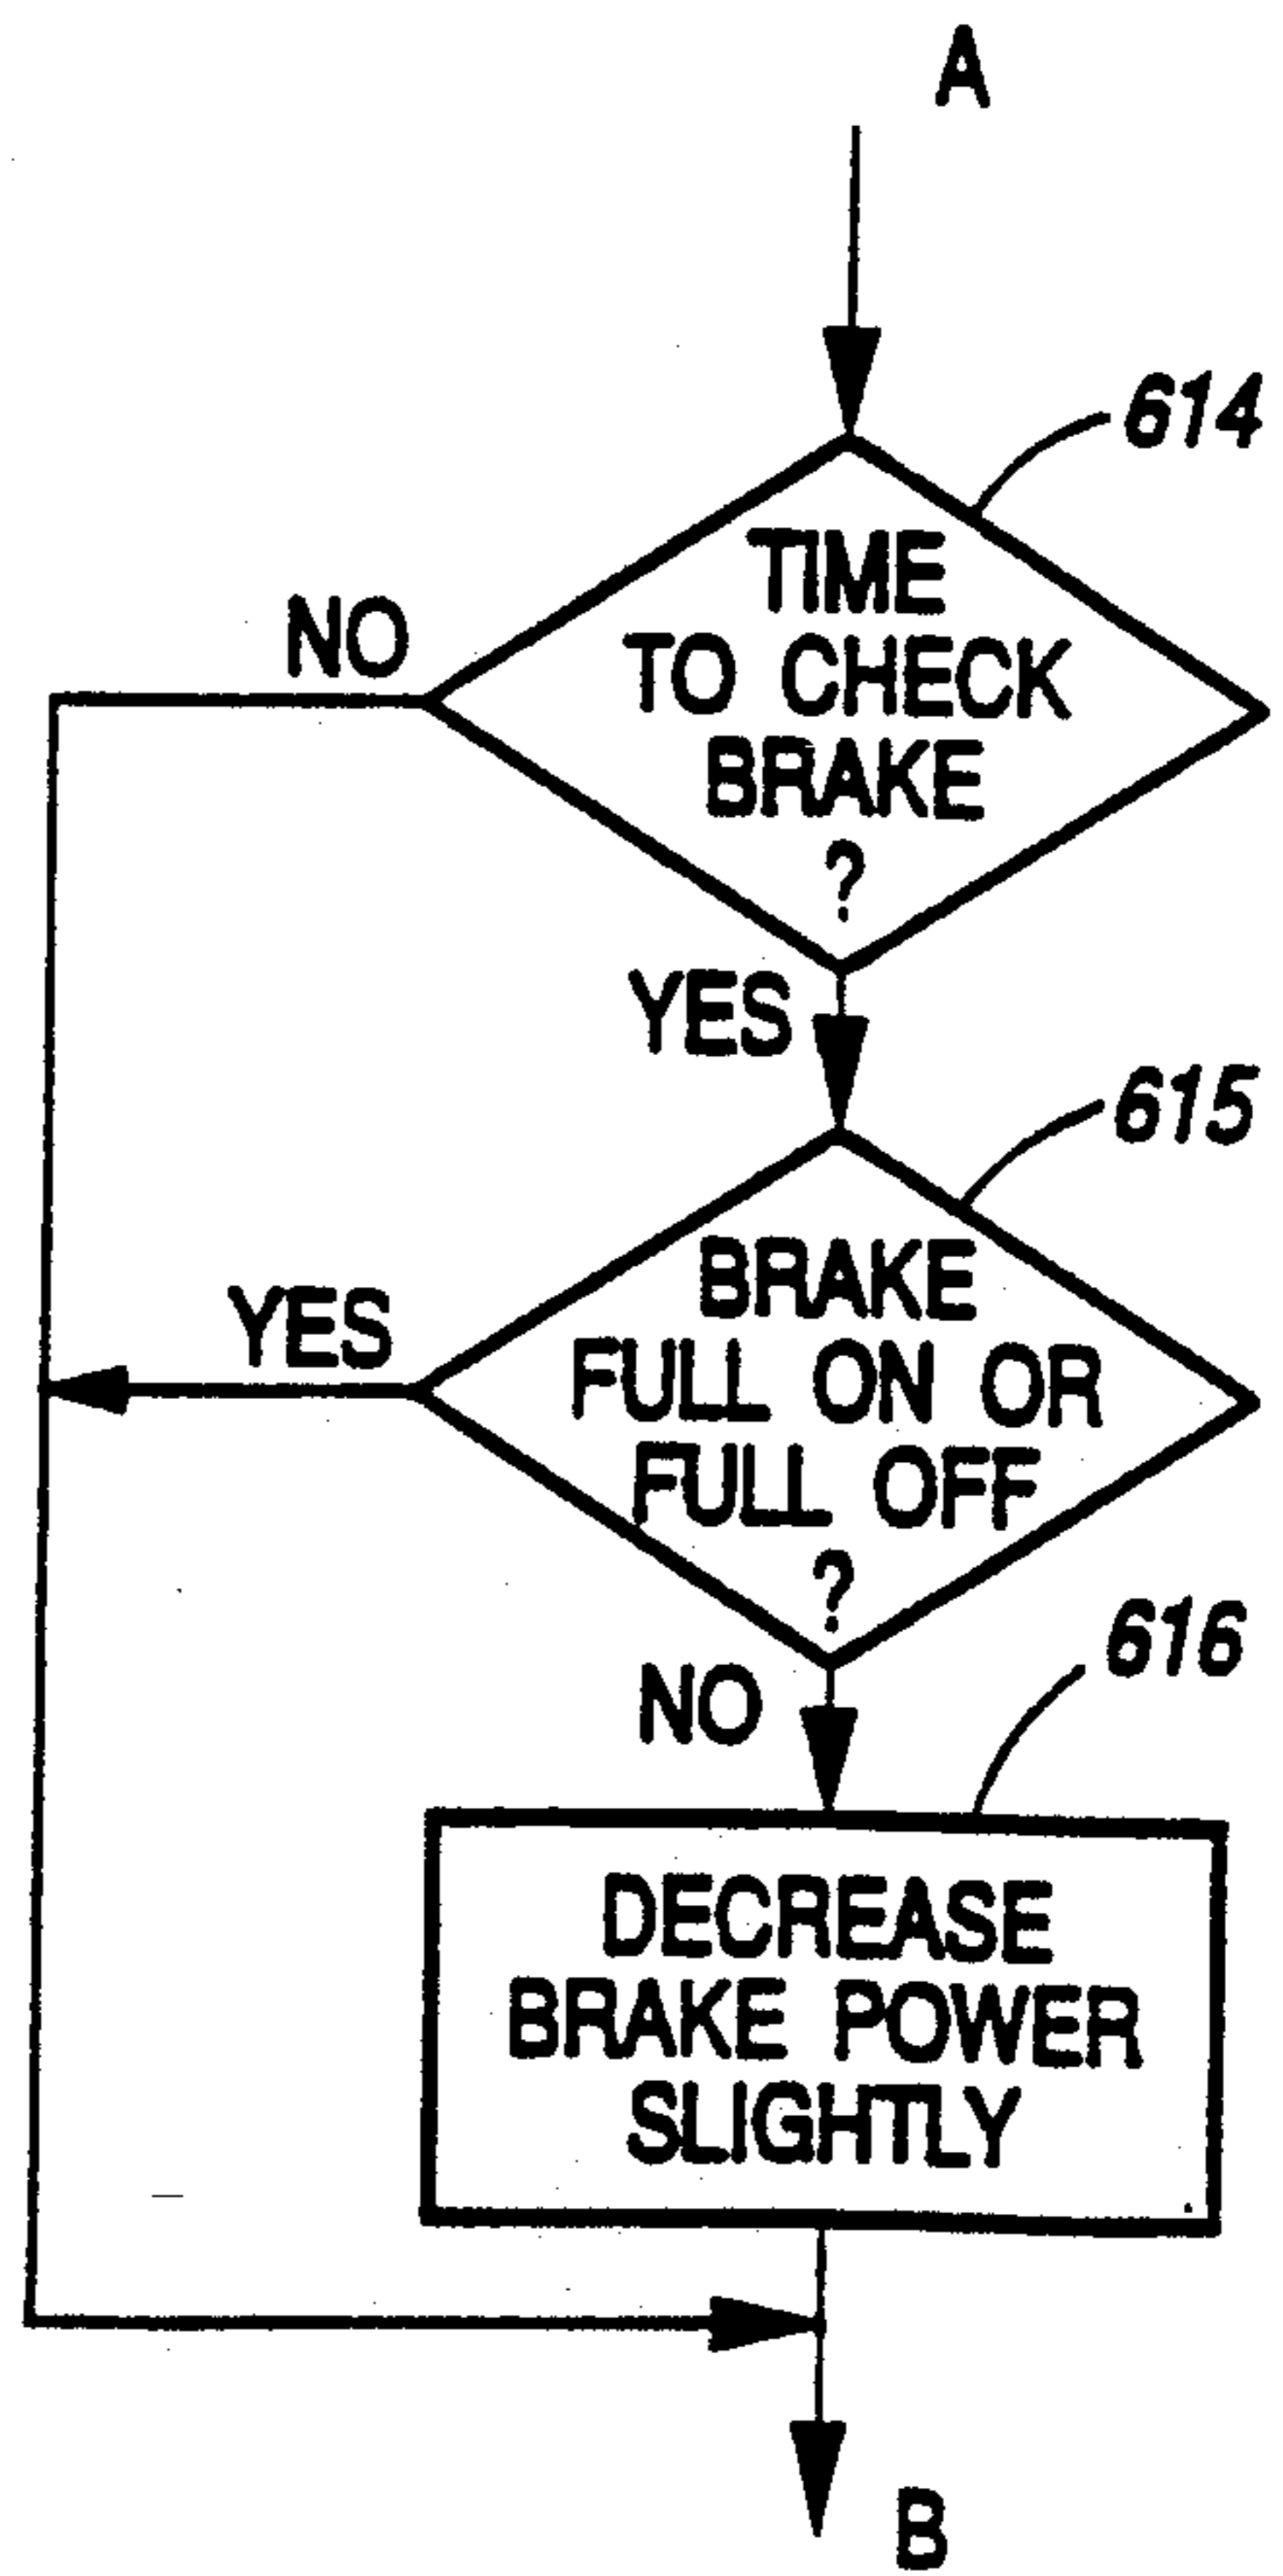 A
614
TIME
TO CHECK
BRAKE
?
NO
YES
615
BRAKE
FULL ON OR
FULL OFF
?
YES
NO
616
DECREASE
BRAKE POWER
SLIGHTLY
B